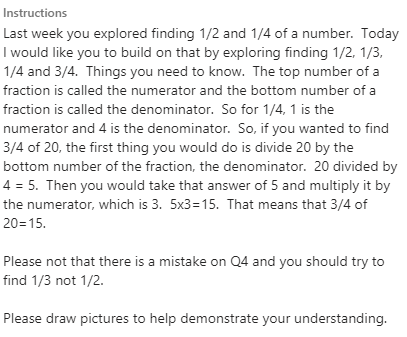 Instructions
Last week you explored finding 1/2 and 1/4 of a number.  Today
I would like you to build on that by exploring finding 1/2, 1/3,
1/4 and 3/4.  Things you need to know.  The top number of a
fraction is called the numerator and the bottom number of a
fraction is called the denominator.  So for 1/4, 1 is the
numerator and 4 is the denominator.  So, if you wanted to find
3/4 of 20, the first thing you would do is divide 20 by the
bottom number of the fraction, the denominator.  20 divided by
4 = 5.  Then you would take that answer of 5 and multiply it by
the numerator, which is 3.  5x3=15.  That means that 3/4 of
20=15.

Please not that there is a mistake on Q4 and you should try to
find 1/3 not 1/2.

Please draw pictures to help demonstrate your understanding.